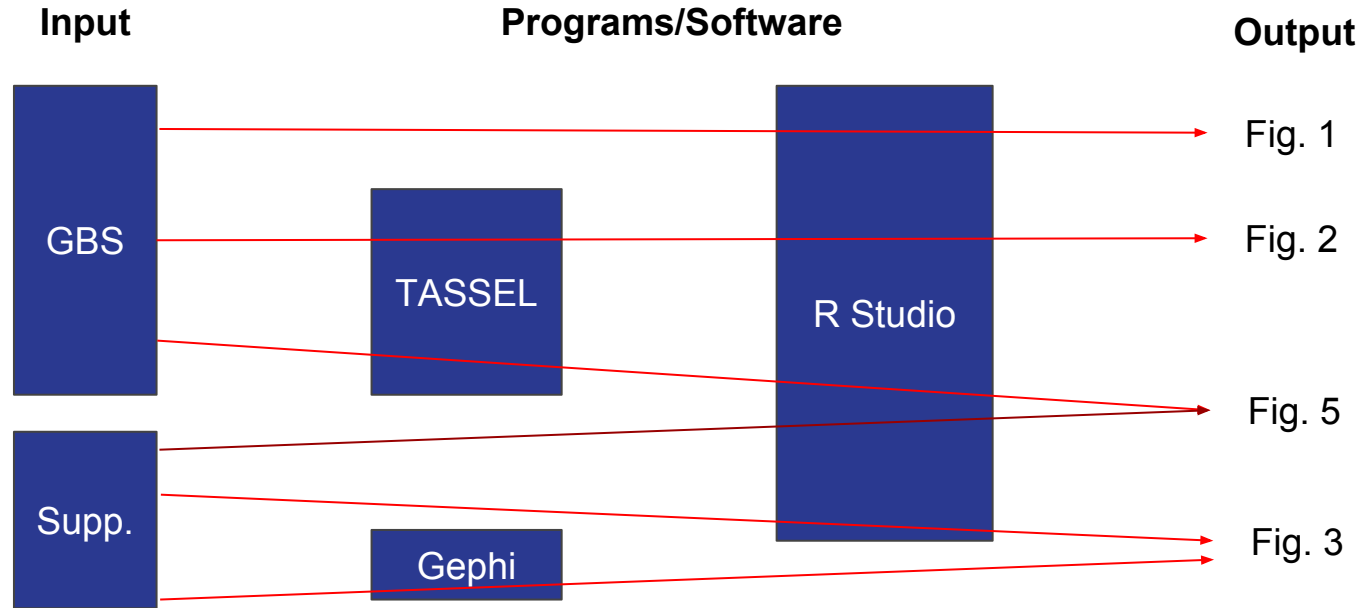 Input
Programs/Software
Output
GBS
TASSEL
R Studio
Fig. 1
Fig. 2
Fig. 5
Supp.
Gephi
Fig. 3